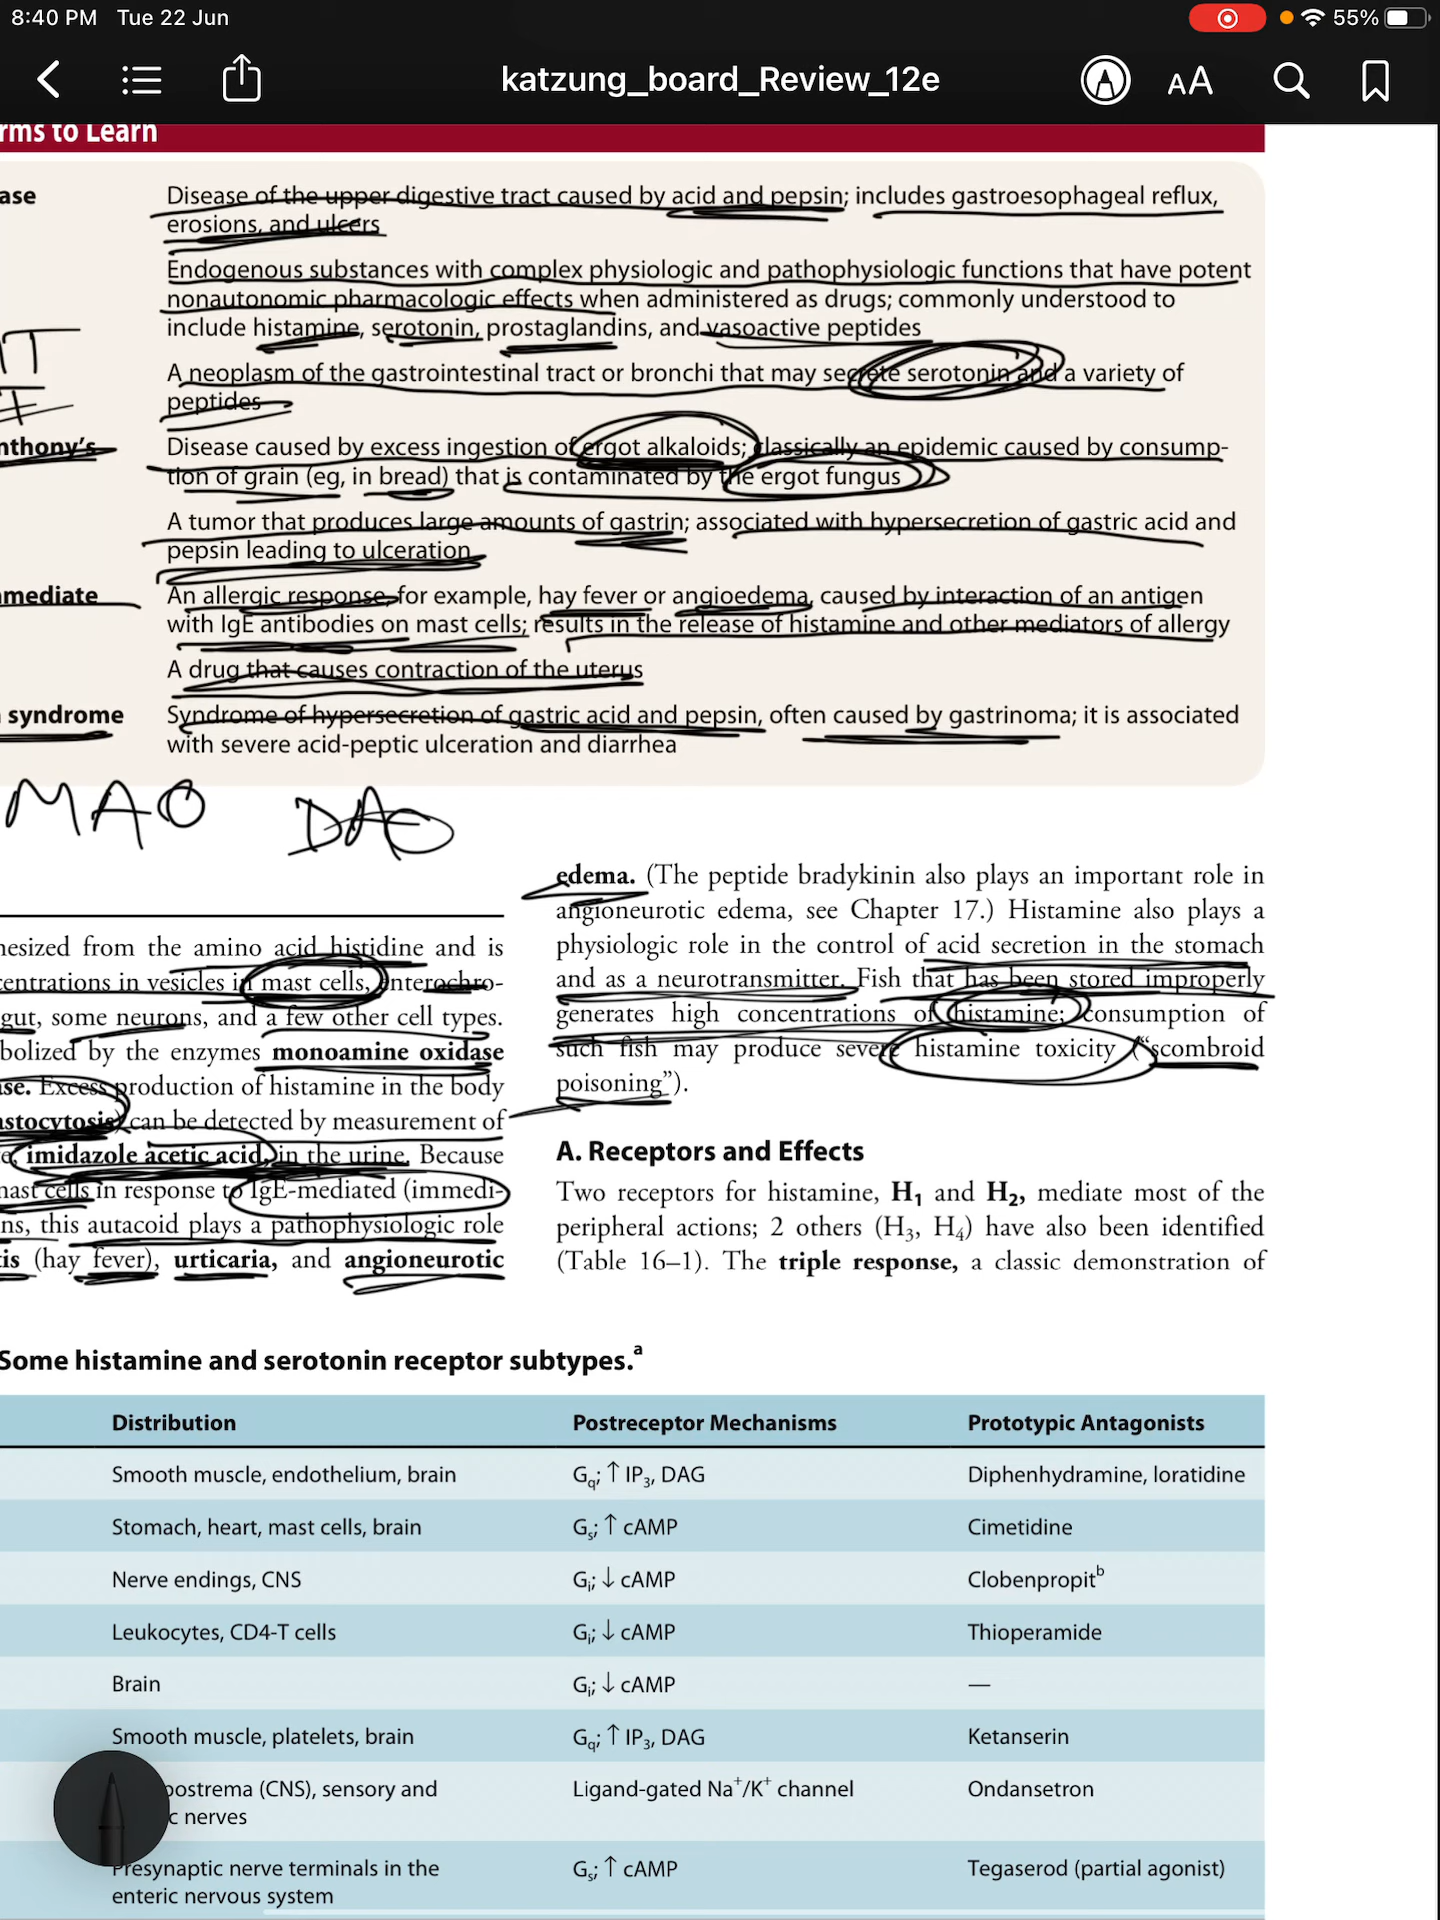 8:40 PM Tue 22 Jun
55%
katzung_board_Review_12e
AA
rms to Learn
ase
Disease of the upper digestive tract caused by acid and pepsin; includes gastroesophageal reflux,
erosions, and ulcers
Endogenous substances with complex physiologic and pathophysiologic functions that have potent
nonautonomic pharmacologic effects when administered as drugs; commonly understood to
include histamine, serotonin, prostaglandins, and vasoactive peptides
A neoplasm of the gastrointestinal tract or bronchi that may secrete serotonin and a variety of
peptides
nthony's
Disease caused by excess ingestion of ergot alkaloids; classically an epidemic caused by consump-
tion of grain (eg, in bread) that is contaminated by the ergot fungus
A tumor that produces large amounts of gastrin; associated with hypersecretion of gastric acid and
pepsin leading to ulceration
mediate
An allergic response, for example, hay fever or angioedema, caused by interaction of an antigen
with IgE antibodies on mast cells; results in the release of histamine and other mediators of allergy
A drug that causes contraction of the uterus
syndrome
Syndrome of hypersecretion of gastric acid and pepsin, often caused by gastrinoma; it is associated
with severe acid-peptic ulceration and diarrhea
MAO DAO
hesized from the amino acid histidine and is
centrations in vesicles in mast cells, enterochro-
gut, some neurons, and a few other cell types.
bolized by the enzymes monoamine oxidase
se. Excess production of histamine in the body
astocytosis) can be detected by measurement of
e, imidazole acetic acid, in the urine. Because
mast cells in response to IgE-mediated (immedi-
ns, this autacoid plays a pathophysiologic role
tis (hay fever), urticaria, and angioneurotic
edema. (The peptide bradykinin also plays an important role in
angioneurotic edema, see Chapter 17.) Histamine also plays a
physiologic role in the control of acid secretion in the stomach
and as a neurotransmitter. Fish that has been stored improperly
generates high concentrations of histamine; consumption of
such fish may produce severe histamine toxicity ("scombroid
poisoning").
A. Receptors and Effects
Two receptors for histamine, H₁ and H₂, mediate most of the
peripheral actions; 2 others (H₃, H₄) have also been identified
(Table 16–1). The triple response, a classic demonstration of
Some histamine and serotonin receptor subtypes.ᵃ
Distribution Postreceptor Mechanisms Prototypic Antagonists
Smooth muscle, endothelium, brain Gq; ↑ IP₃, DAG Diphenhydramine, loratidine
Stomach, heart, mast cells, brain Gs; ↑ cAMP Cimetidine
Nerve endings, CNS Gi; ↓ cAMP Clobenpropitᵇ
Leukocytes, CD4-T cells Gi; ↓ cAMP Thioperamide
Brain Gi; ↓ cAMP —
Smooth muscle, platelets, brain Gq; ↑ IP₃, DAG Ketanserin
postrema (CNS), sensory and Ligand-gated Na⁺/K⁺ channel Ondansetron
c nerves
Presynaptic nerve terminals in the Gs; ↑ cAMP Tegaserod (partial agonist)
enteric nervous system